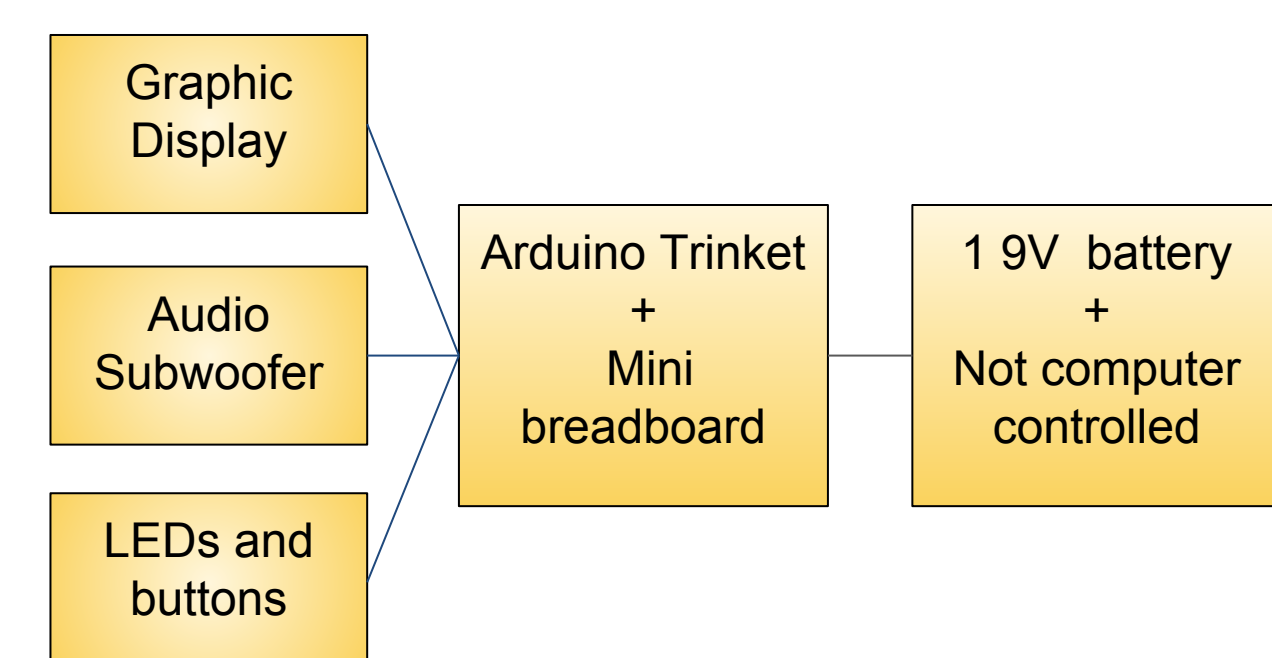 Graphic
Display
Audio
Subwoofer
LEDs and
buttons
Arduino Trinket
+
Mini
breadboard
1 9V battery
+
Not computer
controlled